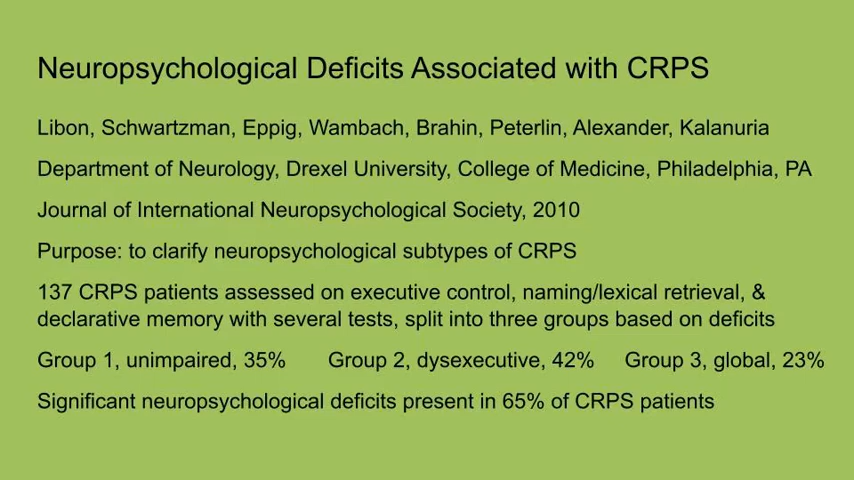 Neuropsychological Deficits Associated with CRPS
Libon, Schwartzman, Eppig, Wambach, Brahin, Peterlin, Alexander, Kalanuria
Department of Neurology, Drexel University, College of Medicine, Philadelphia, PA
Journal of International Neuropsychological Society, 2010
Purpose: to clarify neuropsychological subtypes of CRPS
137 CRPS patients assessed on executive control, naming/lexical retrieval, &
declarative memory with several tests, split into three groups based on deficits
Group 1, unimpaired, 35% Group 2, dysexecutive, 42% Group 3, global, 23%
Significant neuropsychological deficits present in 65% of CRPS patients